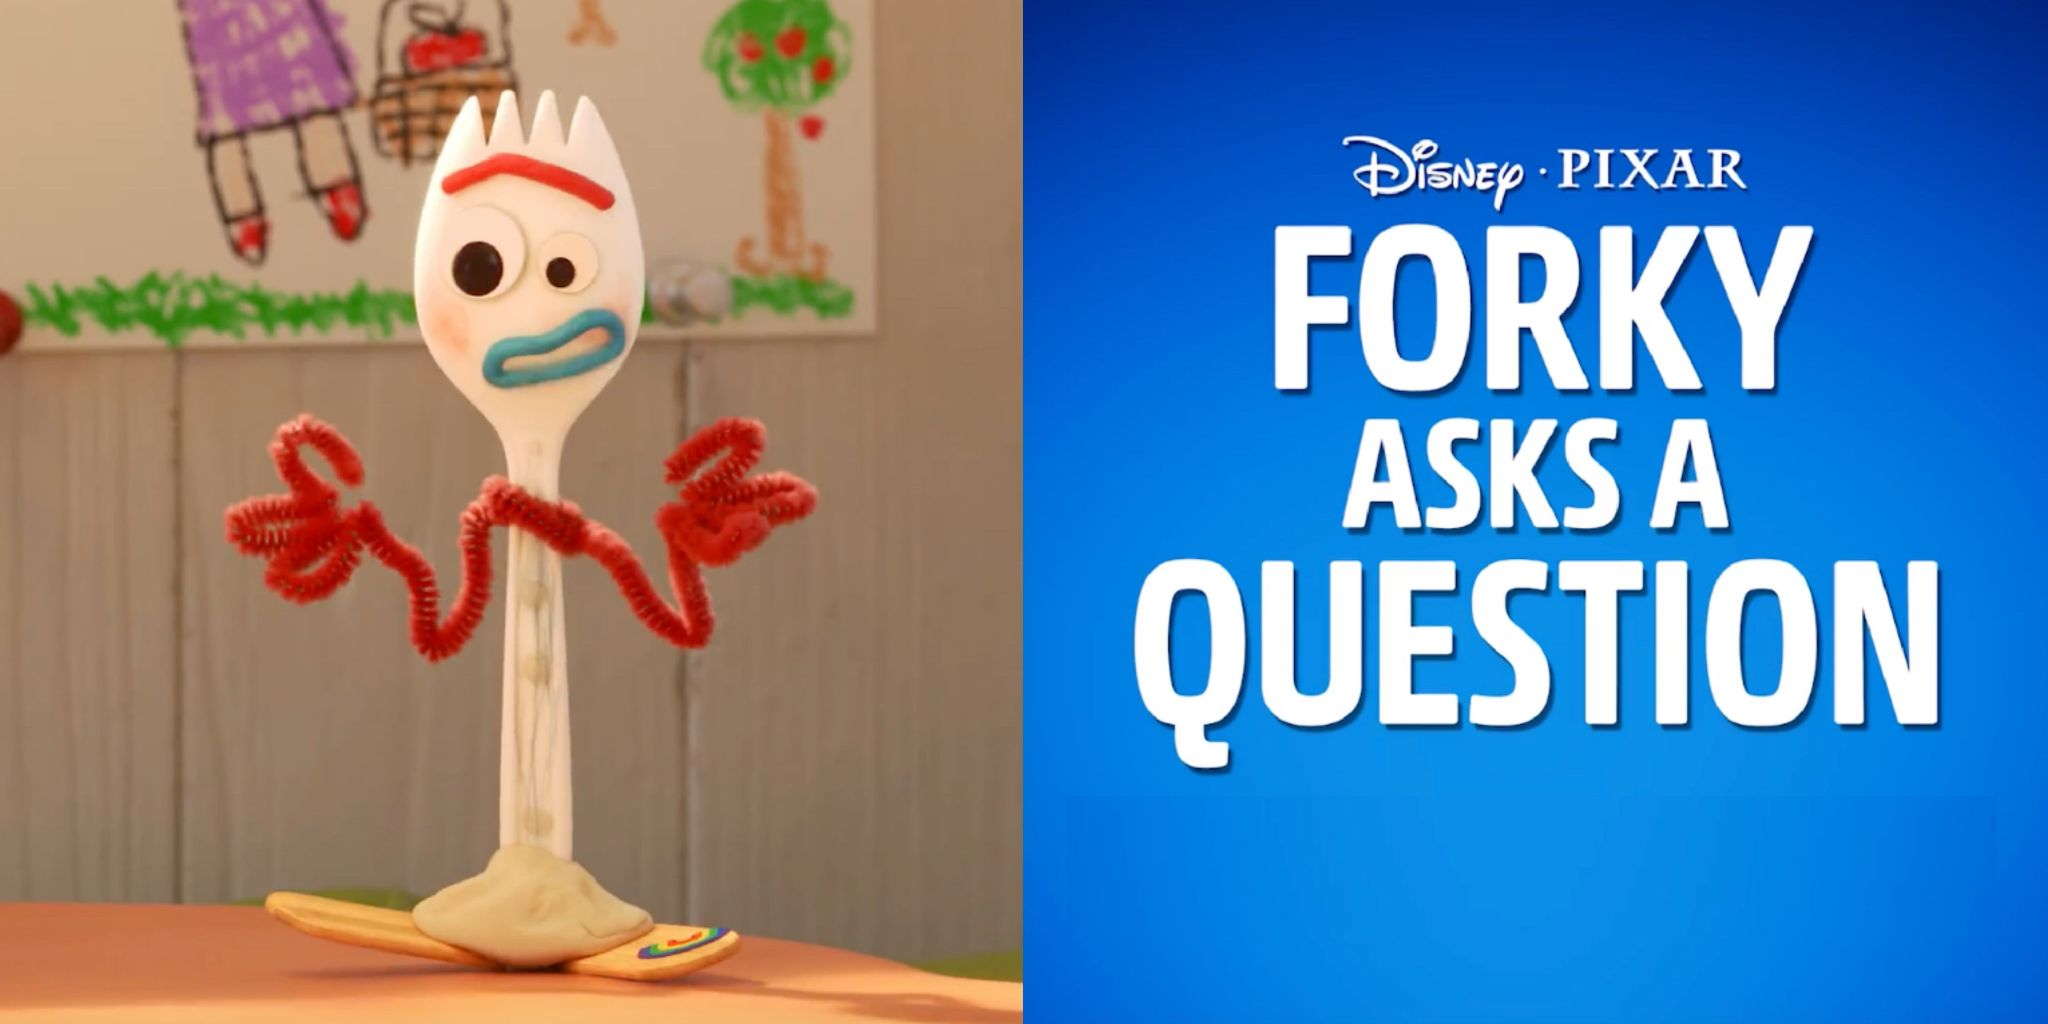 Disney · PIXAR
FORKY
ASKS A
QUESTION